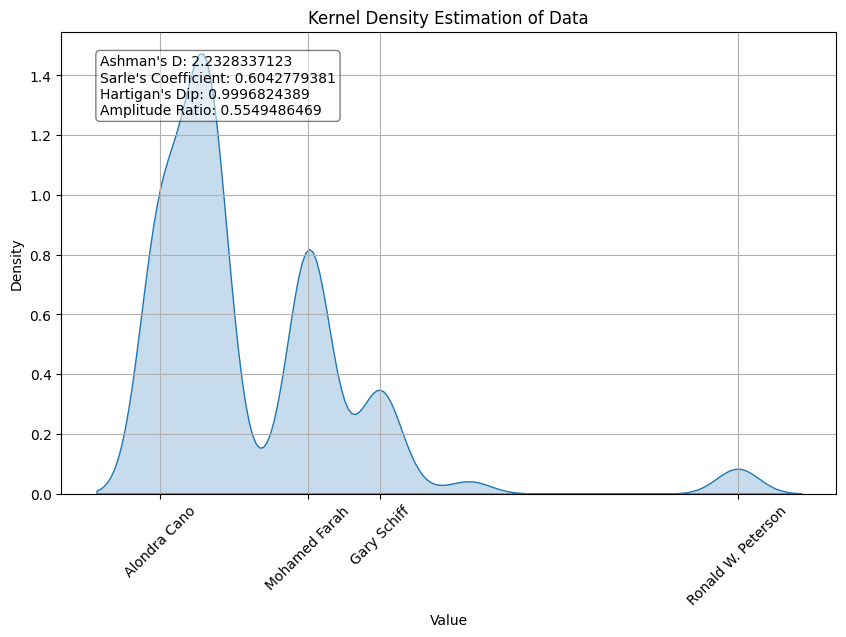 Kernel Density Estimation of Data
Ashman's D: 2.2328337123
Sarle's Coefficient: 0.6042779381
Hartigan's Dip: 0.9996824389
Amplitude Ratio: 0.5549486469
1.4
1.2
1.0
0.8
0.6
0.4
0.2
0.0
Density
Alondra Cano
Mohamed Farah
Gary Schiff
Ronald W. Peterson
Value